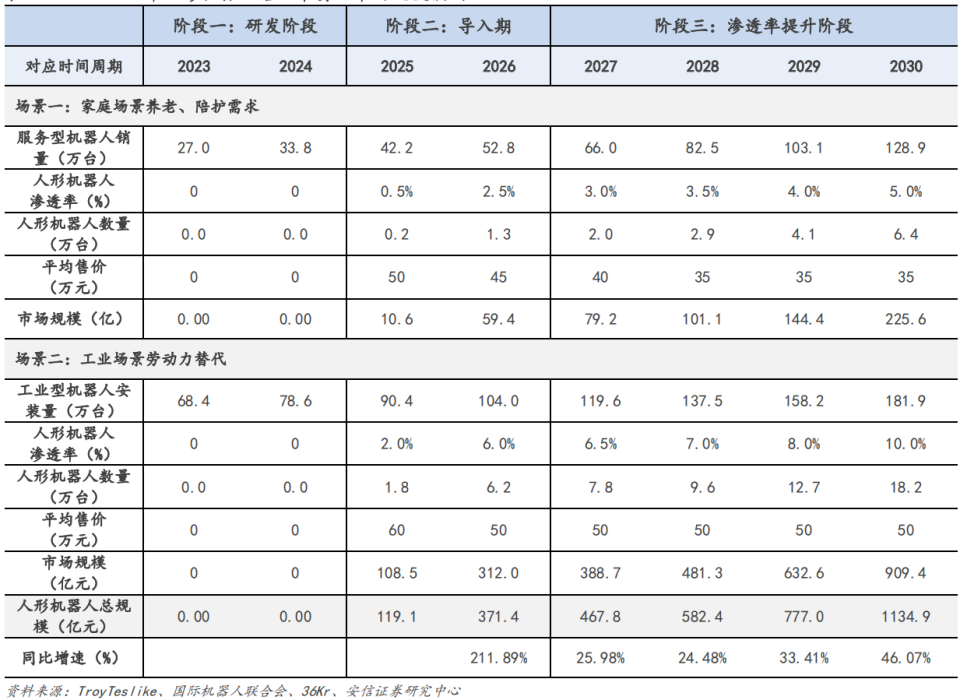 阶段一：研发阶段 阶段二：导入期 阶段三：渗透率提升阶段
对应时间周期 2023 2024 2025 2026 2027 2028 2029 2030
场景一：家庭场景养老、陪护需求
服务型机器人销
量（万台） 27.0 33.8 42.2 52.8 66.0 82.5 103.1 128.9
人形机器人
渗透率（%） 0 0 0.5% 2.5% 3.0% 3.5% 4.0% 5.0%
人形机器人数量
（万台） 0.0 0.0 0.2 1.3 2.0 2.9 4.1 6.4
平均售价
（万元） 0 0 50 45 40 35 35 35
市场规模（亿） 0.00 0.00 10.6 59.4 79.2 101.1 144.4 225.6
场景二：工业场景劳动力替代
工业型机器人安
装量（万台） 68.4 78.6 90.4 104.0 119.6 137.5 158.2 181.9
人形机器人
渗透率（%） 0 0 2.0% 6.0% 6.5% 7.0% 8.0% 10.0%
人形机器人数量
（万台） 0.0 0.0 1.8 6.2 7.8 9.6 12.7 18.2
平均售价
（万元） 0 0 60 50 50 50 50 50
市场规模
（亿元） 0 0 108.5 312.0 388.7 481.3 632.6 909.4
人形机器人总规
模（亿元） 0.00 0.00 119.1 371.4 467.8 582.4 777.0 1134.9
同比增速（%） 211.89% 25.98% 24.48% 33.41% 46.07%
资料来源：TroyTeslike、国际机器人联合会、36Kr、安信证券研究中心